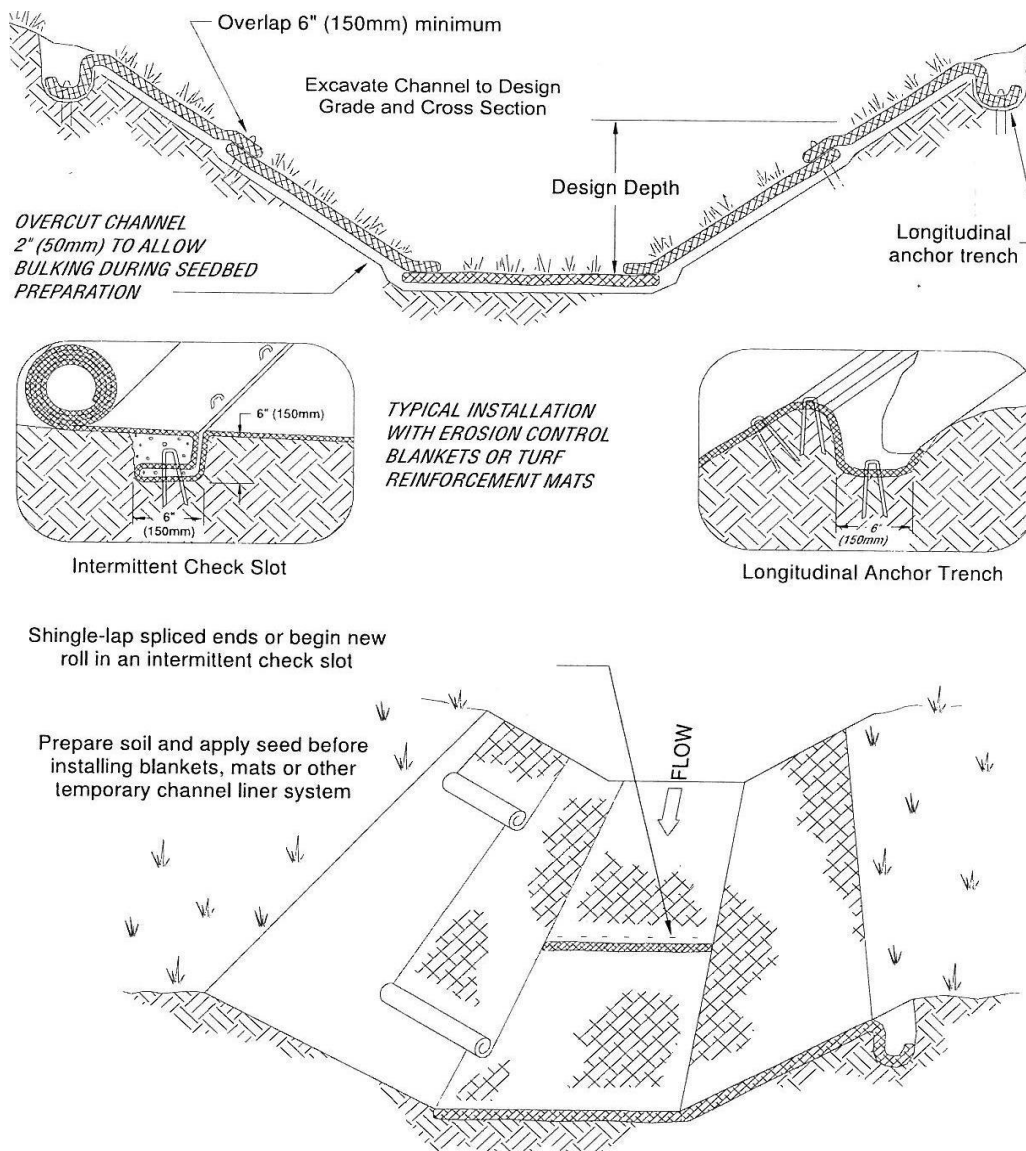 Overlap 6" (150mm) minimum
Excavate Channel to Design
Grade and Cross Section
Design Depth
OVERCUT CHANNEL
2" (50mm) TO ALLOW
BULKING DURING SEEDBED
PREPARATION
Longitudinal
anchor trench
6" (150mm)
6"
(150mm)
Intermittent Check Slot
TYPICAL INSTALLATION
WITH EROSION CONTROL
BLANKETS OR TURF
REINFORCEMENT MATS
6"
(150mm)
Longitudinal Anchor Trench
Shingle-lap spliced ends or begin new
roll in an intermittent check slot
Prepare soil and apply seed before
installing blankets, mats or other
temporary channel liner system
FLOW